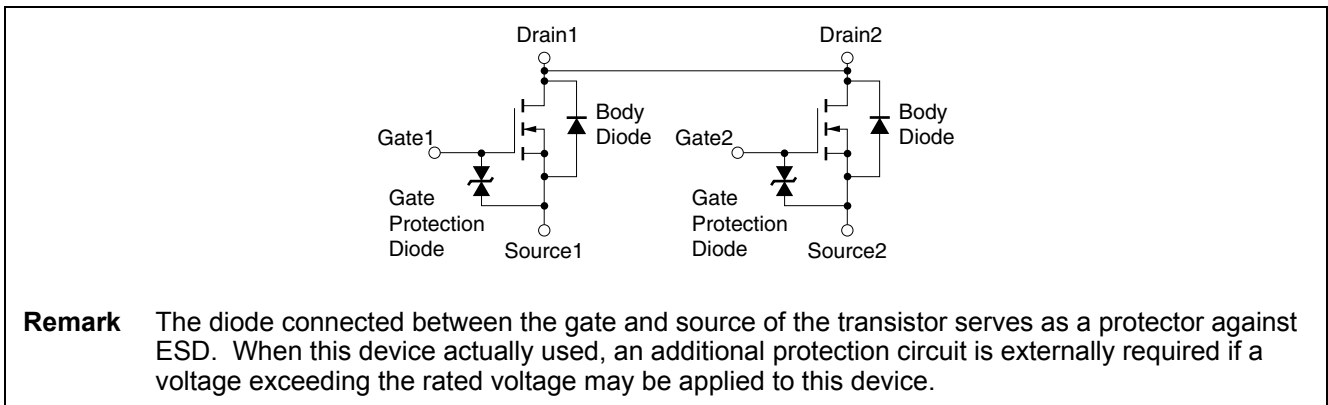 Drain1
Drain2
Body
Diode
Body
Diode
Gate1
Gate2
Gate
Protection
Diode
Gate
Protection
Diode
Source1
Source2
Remark The diode connected between the gate and source of the transistor serves as a protector against
ESD. When this device actually used, an additional protection circuit is externally required if a
voltage exceeding the rated voltage may be applied to this device.